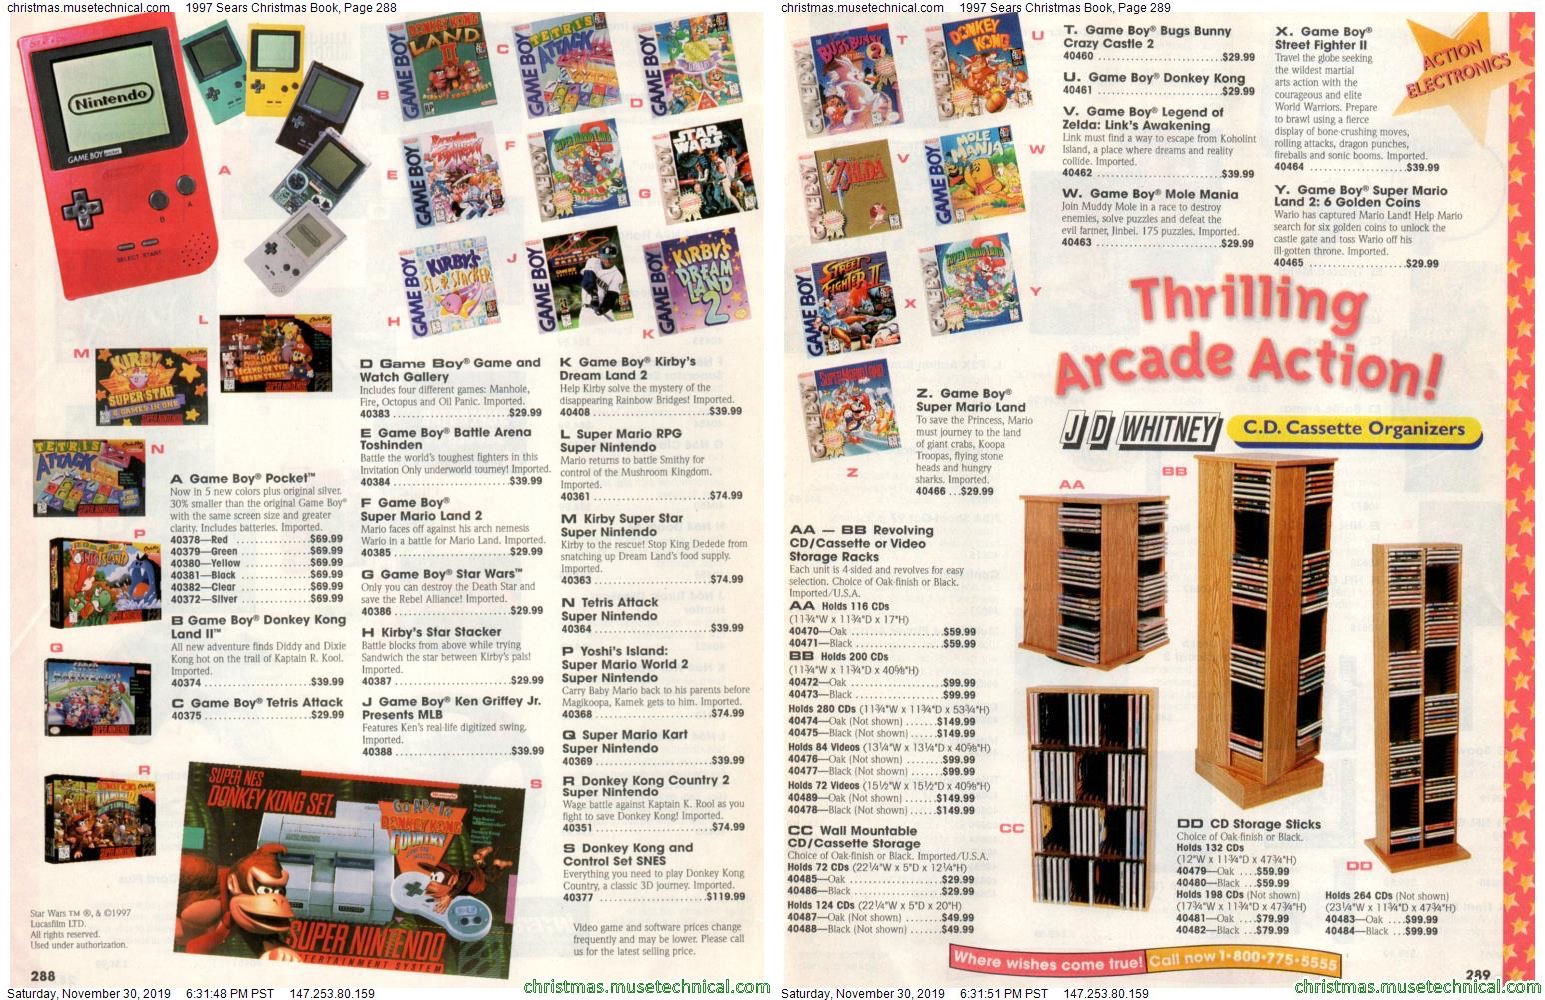 christmas.musetechnical.com    1997 Sears Christmas Book, Page 288
A
B
C
D
E
F
G
H
J
K
L
M
N
P
Q
R
S
Nintendo
GAME BOY pocket
SELECT START
B A
D Game Boy® Game and
Watch Gallery
Includes four different games: Manhole,
Fire, Octopus and Oil Panic. Imported.
40383 ........................$29.99
E Game Boy® Battle Arena
Toshinden
Battle the world's toughest fighters in this
Invitation Only underworld tourney! Imported.
40384 ........................$39.99
F Game Boy®
Super Mario Land 2
Mario faces off against his arch nemesis
Wario in a battle for Mario Land. Imported.
40385 ........................$29.99
G Game Boy® Star Wars™
Only you can destroy the Death Star and
save the Rebel Alliance! Imported.
40386 ........................$29.99
H Kirby's Star Stacker
Battle blocks from above while trying
Sandwich the star between Kirby's pals!
40387 ........................$29.99
J Game Boy® Ken Griffey Jr.
Presents MLB
Features Ken's real-life digitized swing.
Imported.
40388 ........................$39.99
K Game Boy® Kirby's
Dream Land 2
Help Kirby solve the mystery of the
disappearing Rainbow Bridges! Imported.
40408 ........................$39.99
L Super Mario RPG
Super Nintendo
Mario returns to battle Smithy for
control of the Mushroom Kingdom.
Imported.
40361 ........................$74.99
M Kirby Super Star
Super Nintendo
Kirby to the rescue! Stop King Dedede from
snatching up Dream Land's food supply.
Imported.
40363 ........................$74.99
N Tetris Attack
Super Nintendo
40364 ........................$39.99
P Yoshi's Island:
Super Mario World 2
Super Nintendo
Carry Baby Mario back to his parents before
Magikoopa, Kamek gets to him. Imported.
40368 ........................$74.99
Q Super Mario Kart
Super Nintendo
40369 ........................$39.99
R Donkey Kong Country 2
Super Nintendo
Wage battle against Kaptain K. Rool as you
fight to save Donkey Kong! Imported.
40351 ........................$74.99
S Donkey Kong and
Control Set SNES
Everything you need to play Donkey Kong
Country, a classic 3D journey. Imported.
40377 ........................$119.99
Video game and software prices change
frequently and may be lower. Please call
us for the latest selling price.
A Game Boy® Pocket™
Now in 5 new colors plus original silver.
30% smaller than the original Game Boy®
with the same screen size and greater
clarity. Includes batteries. Imported.
40378—Red ...............$69.99
40379—Green ............$69.99
40380—Yellow ...........$69.99
40381—Black .............$69.99
40382—Clear .............$69.99
40372—Silver .............$69.99
B Game Boy® Donkey Kong
Land II™
All new adventure finds Diddy and Dixie
Kong hot on the trail of Kaptain R. Kool.
Imported.
40374 ........................$39.99
C Game Boy® Tetris Attack
40375 ........................$29.99
SUPER NES
DONKEY KONG SET.
SUPER NINTENDO
ENTERTAINMENT SYSTEM
Star Wars TM ®, & ©1997
Lucasfilm LTD.
All rights reserved.
Used under authorization.
288
Saturday, November 30, 2019    6:31:48 PM PST    147.253.80.159
christmas.musetechnical.com
christmas.musetechnical.com    1997 Sears Christmas Book, Page 289
T
U
V
W
X
Y
Z
T. Game Boy® Bugs Bunny
Crazy Castle 2
40460 ........................$29.99
U. Game Boy® Donkey Kong
40461 ........................$29.99
V. Game Boy® Legend of
Zelda: Link's Awakening
Link must find a way to escape from Koholint
Island, a place where dreams and reality
collide. Imported.
40462 ........................$39.99
W. Game Boy® Mole Mania
Join Muddy Mole in a race to destroy
enemies, solve puzzles and defeat the
evil farmer, Jinbei. 175 puzzles. Imported.
40463 ........................$29.99
X. Game Boy®
Street Fighter II
Travel the globe seeking
the wildest martial
arts action with the
courageous and elite
World Warriors. Prepare
to brawl using a fierce
display of bone-crushing moves,
rolling attacks, dragon punches,
fireballs and sonic booms. Imported.
40464 ........................$39.99
Y. Game Boy® Super Mario
Land 2: 6 Golden Coins
Wario has captured Mario Land! Help Mario
search for six golden coins to unlock the
castle gate and toss Wario off his
ill-gotten throne. Imported.
40465 ........................$29.99
ACTION
ELECTRONICS
Thrilling
Arcade Action!
Z. Game Boy®
Super Mario Land
To save the Princess, Mario
must journey to the land
of giant crabs, Koopa
Troopas, flying stone
heads and hungry
sharks. Imported.
40466 ...$29.99
JD WHITNEY
C.D. Cassette Organizers
AA
BB
CC
DD
AA — BB Revolving
CD/Cassette or Video
Storage Racks
Each unit is 4-sided and revolves for easy
selection. Choice of Oak-finish or Black.
Imported/U.S.A.
AA Holds 116 CDs
(11¾"W x 11¾"D x 17"H)
40470—Oak ........................$59.99
40471—Black ......................$59.99
BB Holds 200 CDs
(11¾"W x 11¾"D x 40⅝"H)
40472—Oak ........................$99.99
40473—Black ......................$99.99
Holds 280 CDs (11¾"W x 11¾"D x 53¾"H)
40474—Oak (Not shown) .......$149.99
40475—Black (Not shown) .....$149.99
Holds 84 Videos (13¼"W x 13¼"D x 40⅝"H)
40476—Oak (Not shown) .......$99.99
40477—Black (Not shown) .....$99.99
Holds 72 Videos (15½"W x 15½"D x 40⅝"H)
40489—Oak (Not shown) .......$149.99
40478—Black (Not shown) .....$149.99
CC Wall Mountable
CD/Cassette Storage
Choice of Oak-finish or Black. Imported/U.S.A.
Holds 72 CDs (22¼"W x 5"D x 12¼"H)
40485—Oak ........................$29.99
40486—Black ......................$29.99
Holds 124 CDs (22¼"W x 5"D x 20"H)
40487—Oak (Not shown) .......$49.99
40488—Black (Not shown) .....$49.99
DD CD Storage Sticks
Choice of Oak-finish or Black.
Holds 132 CDs
(12"W x 11¾"D x 47¾"H)
40479—Oak ....$59.99
40480—Black ...$59.99
Holds 198 CDs (Not shown)
(17¾"W x 11¾"D x 47¾"H)
40481—Oak ....$79.99
40482—Black ...$79.99
Holds 264 CDs (Not shown)
(23¼"W x 11¾"D x 47¾"H)
40483—Oak ....$99.99
40484—Black ...$99.99
Where wishes come true! Call now 1•800•775•5555
289
Saturday, November 30, 2019    6:31:51 PM PST    147.253.80.159
christmas.musetechnical.com